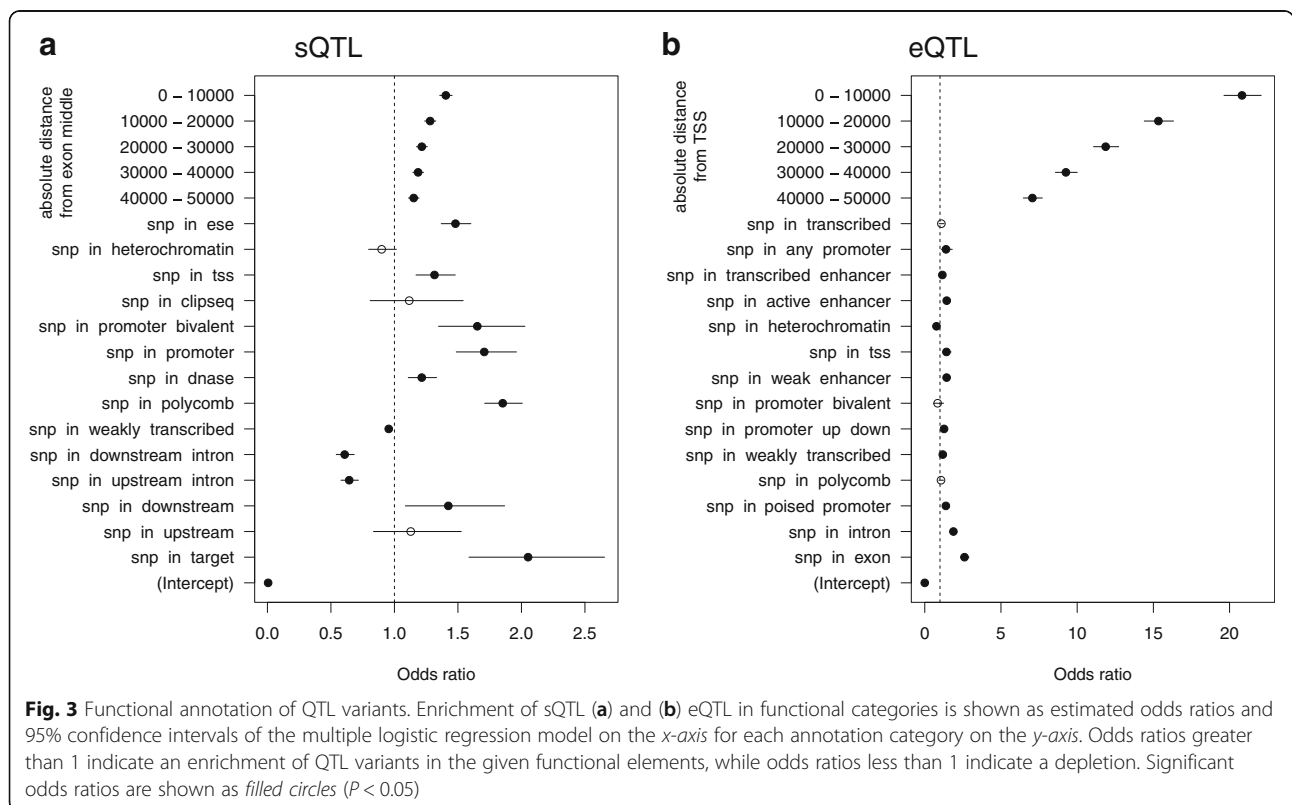 a
sQTL
absolute distance
from exon middle
0 – 10000
10000 – 20000
20000 – 30000
30000 – 40000
40000 – 50000
snp in ese
snp in heterochromatin
snp in tss
snp in clipseq
snp in promoter bivalent
snp in promoter
snp in dnase
snp in polycomb
snp in weakly transcribed
snp in downstream intron
snp in upstream intron
snp in downstream
snp in upstream
snp in target
(Intercept)
0.0 0.5 1.0 1.5 2.0 2.5
Odds ratio
b
eQTL
absolute distance
from TSS
0 – 10000
10000 – 20000
20000 – 30000
30000 – 40000
40000 – 50000
snp in transcribed
snp in any promoter
snp in transcribed enhancer
snp in active enhancer
snp in heterochromatin
snp in tss
snp in weak enhancer
snp in promoter bivalent
snp in promoter up down
snp in weakly transcribed
snp in polycomb
snp in poised promoter
snp in intron
snp in exon
(Intercept)
0 5 10 15 20
Odds ratio
Fig. 3 Functional annotation of QTL variants. Enrichment of sQTL (a) and (b) eQTL in functional categories is shown as estimated odds ratios and
95% confidence intervals of the multiple logistic regression model on the x-axis for each annotation category on the y-axis. Odds ratios greater
than 1 indicate an enrichment of QTL variants in the given functional elements, while odds ratios less than 1 indicate a depletion. Significant
odds ratios are shown as filled circles (P < 0.05)